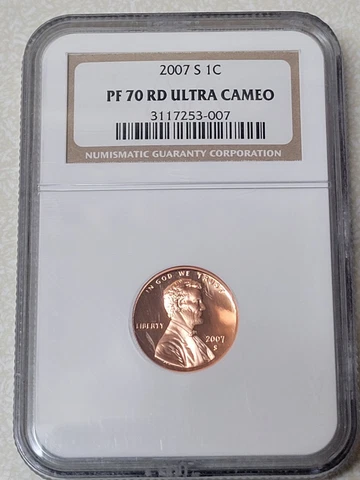 2007 S 1C
PF 70 RD ULTRA CAMEO
3117253-007
NUMISMATIC GUARANTY CORPORATION
IN GOD WE TRUST
LIBERTY
2007
S